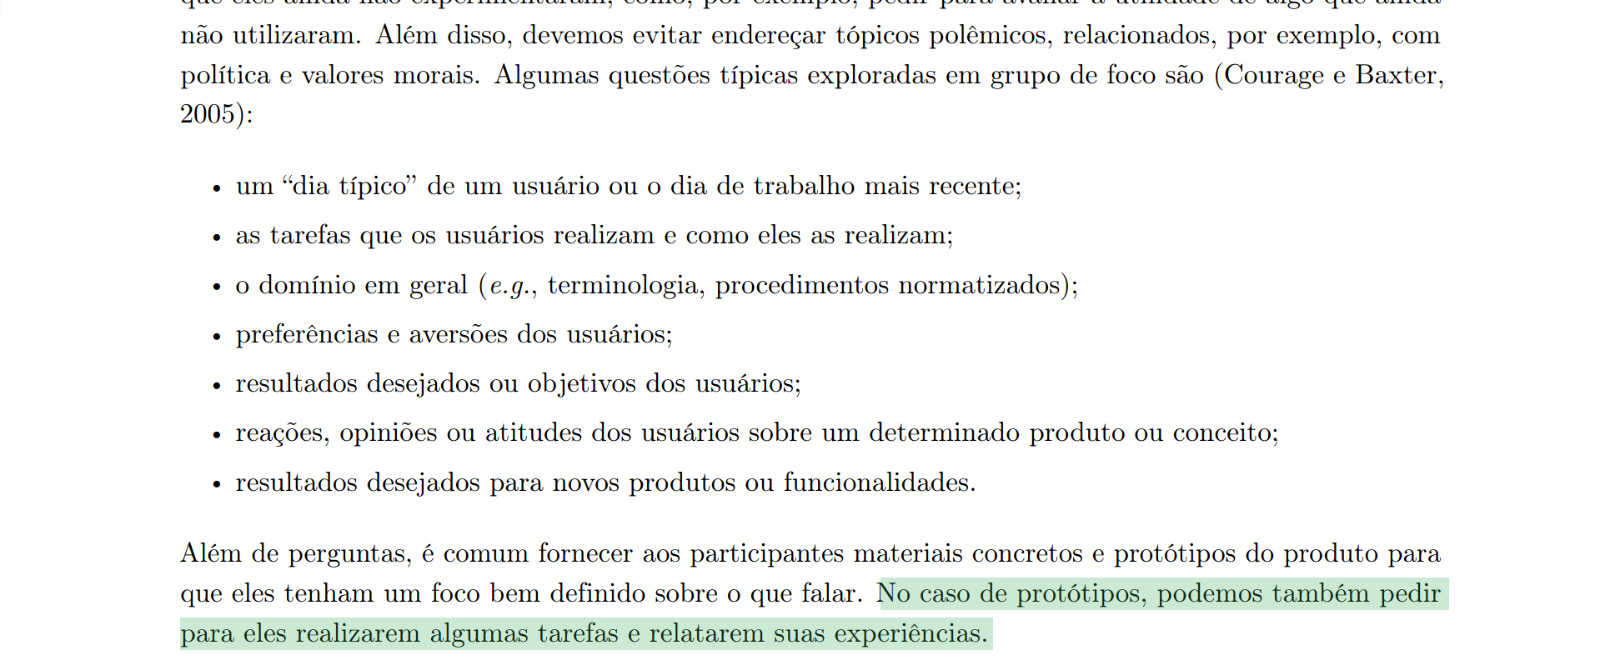 não utilizaram. Além disso, devemos evitar endereçar tópicos polêmicos, relacionados, por exemplo, com
política e valores morais. Algumas questões típicas exploradas em grupo de foco são (Courage e Baxter,
2005):
• um “dia típico” de um usuário ou o dia de trabalho mais recente;
• as tarefas que os usuários realizam e como eles as realizam;
• o domínio em geral (e.g., terminologia, procedimentos normatizados);
• preferências e aversões dos usuários;
• resultados desejados ou objetivos dos usuários;
• reações, opiniões ou atitudes dos usuários sobre um determinado produto ou conceito;
• resultados desejados para novos produtos ou funcionalidades.
Além de perguntas, é comum fornecer aos participantes materiais concretos e protótipos do produto para
que eles tenham um foco bem definido sobre o que falar. No caso de protótipos, podemos também pedir
para eles realizarem algumas tarefas e relatarem suas experiências.